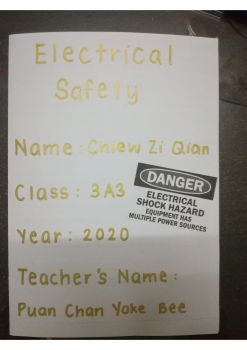 Electrical
Safety
Name : Chiew Zi Qian
DANGER
Class : 3A3
ELECTRICAL
SHOCK HAZARD
EQUIPMENT HAS
MULTIPLE POWER SOURCES
Year : 2020
Teacher's Name :
Puan Chan Yoke Bee